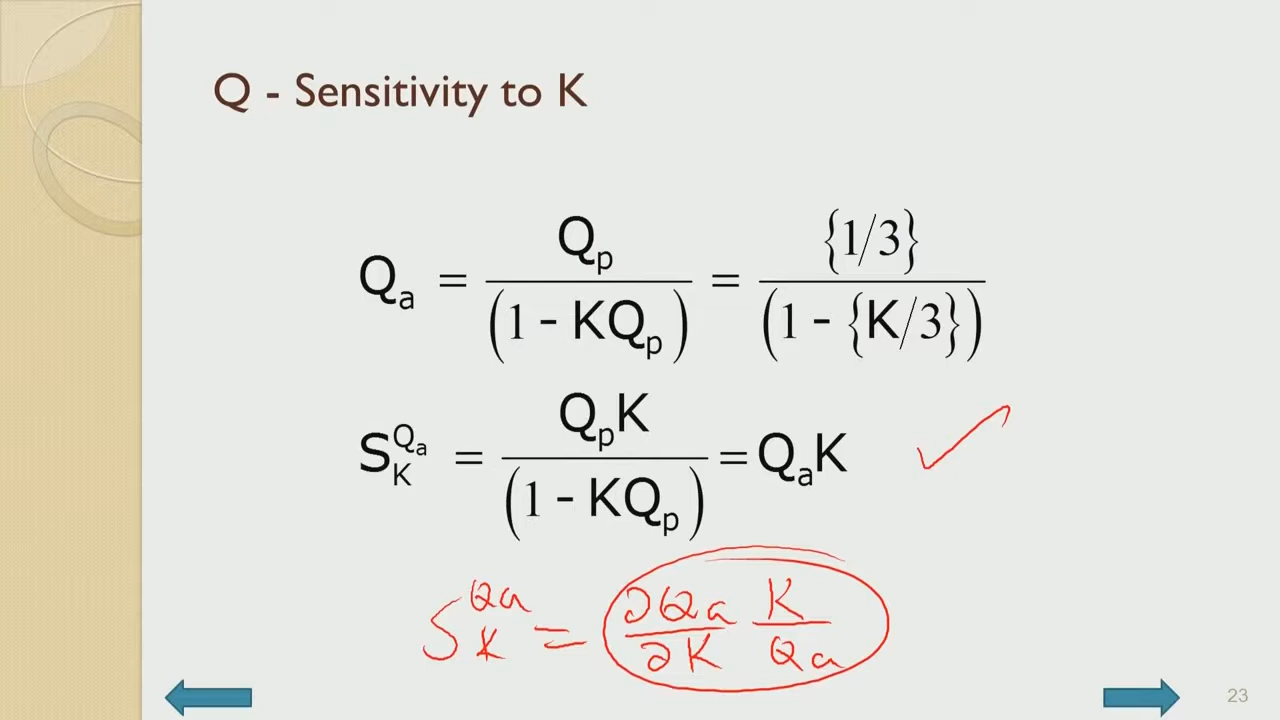 Q - Sensitivity to K
Qₐ = Qₚ / (1 - KQₚ) = {1/3} / (1 - {K/3})
S_K^Qₐ = QₚK / (1 - KQₚ) = QₐK
S_K^Qa = ∂Qa/∂K K/Qa
23